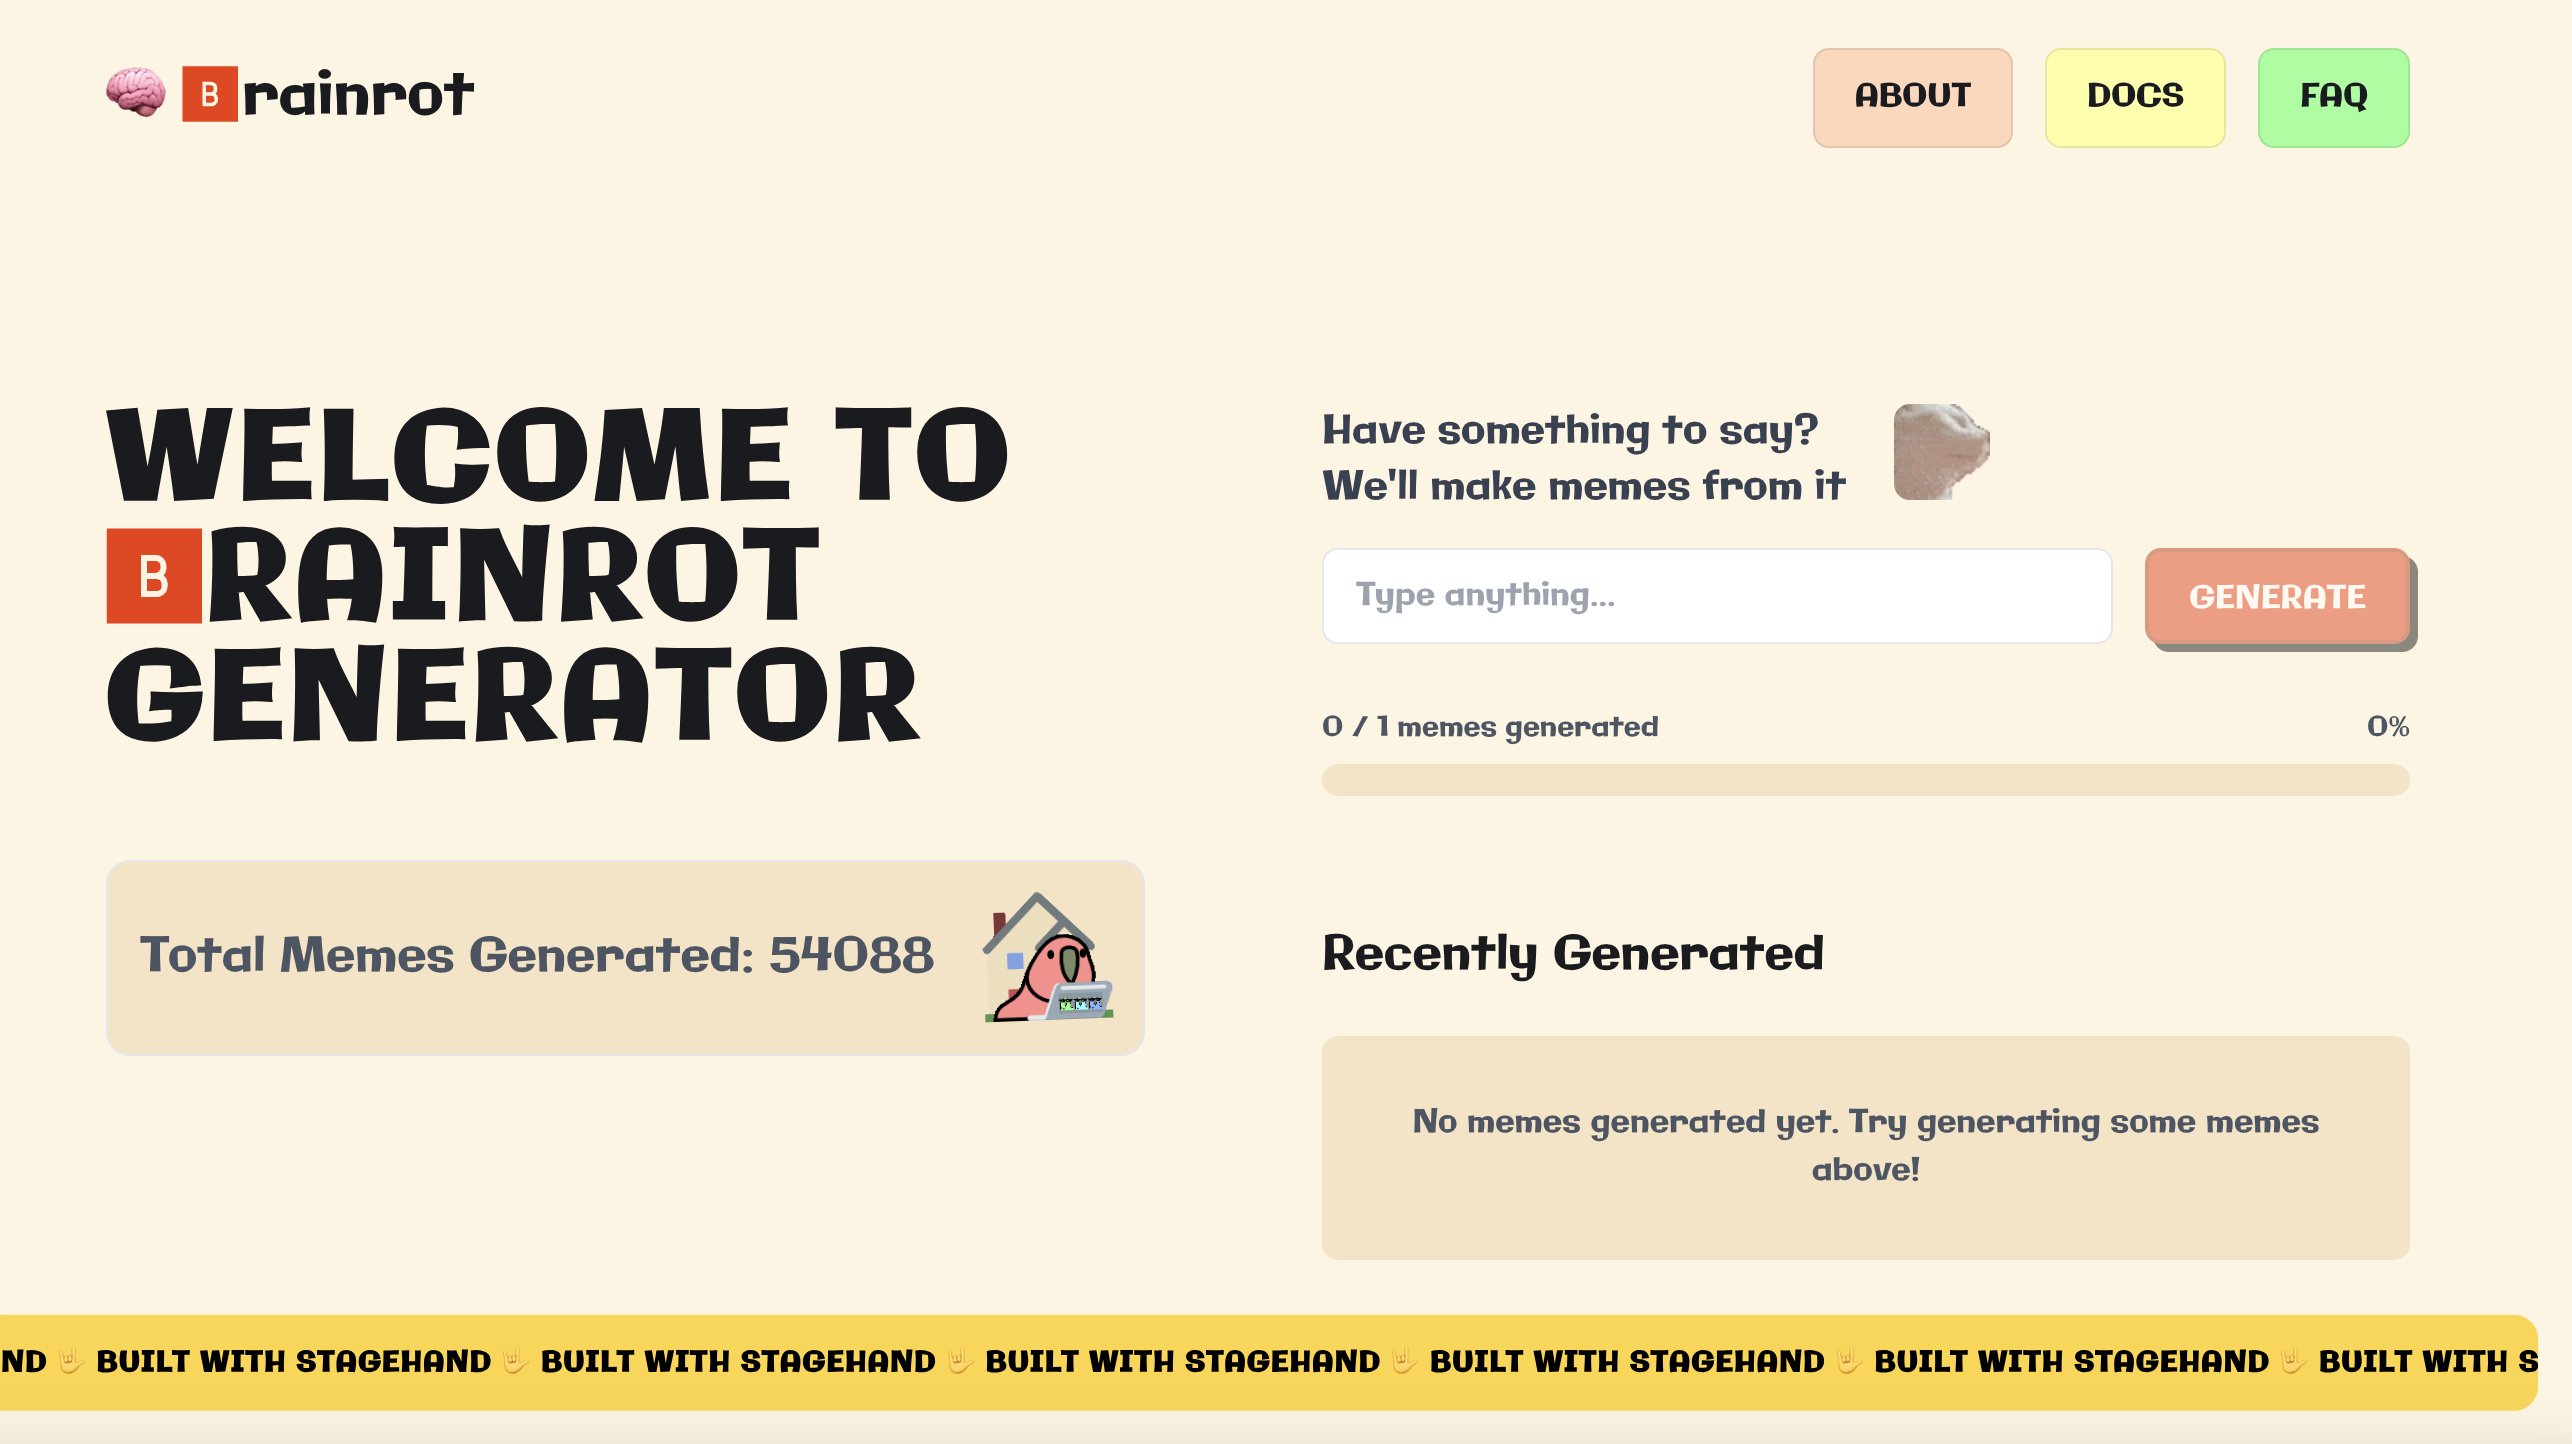 Brainrot
ABOUT
DOCS
FAQ
WELCOME TO
BRAINROT
GENERATOR
Total Memes Generated: 54088
Have something to say?
We'll make memes from it
Type anything...
GENERATE
0 / 1 memes generated
0%
Recently Generated
No memes generated yet. Try generating some memes
above!
ND 🤟 BUILT WITH STAGEHAND 🤟 BUILT WITH STAGEHAND 🤟 BUILT WITH STAGEHAND 🤟 BUILT WITH STAGEHAND 🤟 BUILT WITH STAGEHAND 🤟 BUILT WITH S